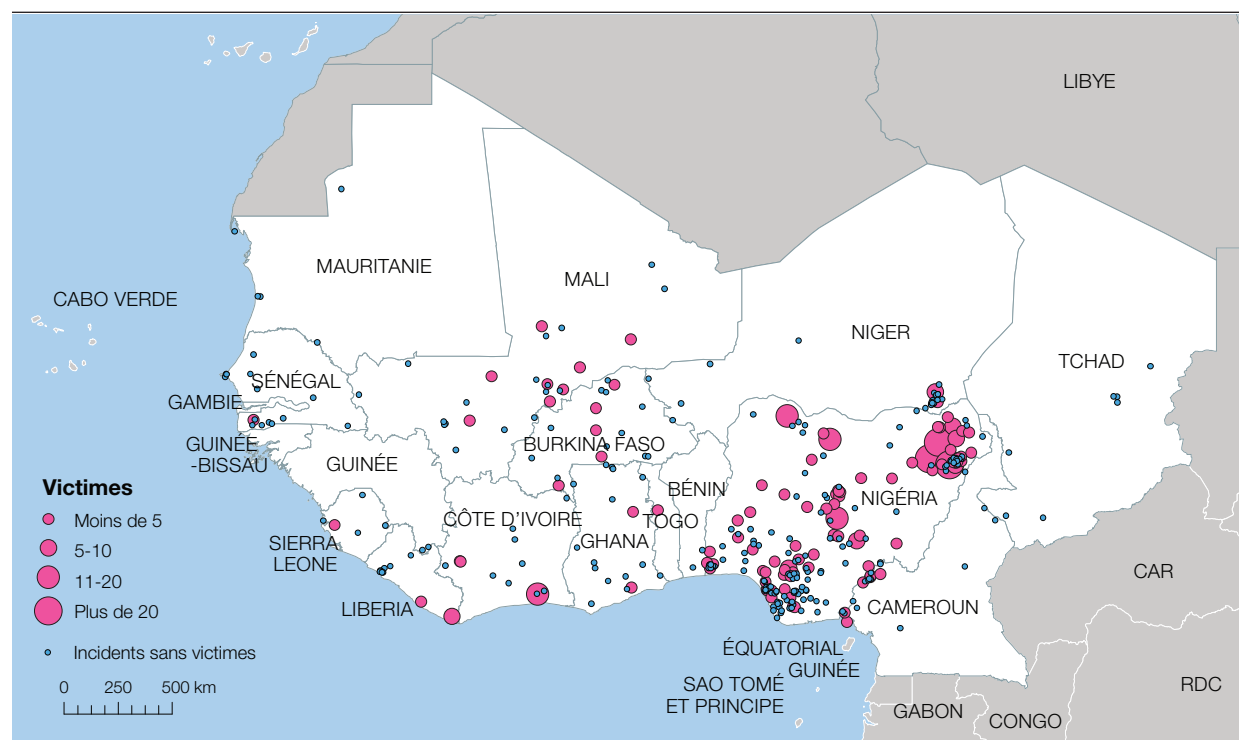 LIBYE
MAURITANIE
MALI
CABO VERDE
NIGER
TCHAD
SÉNÉGAL
GAMBIE
GUINÉE
-BISSAU
GUINÉE
BURKINA FASO
BÉNIN
NIGÉRIA
Victimes
Moins de 5
5-10
11-20
Plus de 20
Incidents sans victimes
0 250 500 km
CÔTE D'IVOIRE
TOGO
GHANA
SIERRA
LEONE
LIBERIA
CAR
CAMEROUN
ÉQUATORIAL
GUINÉE
SAO TOMÉ
ET PRINCIPE
GABON
CONGO
RDC